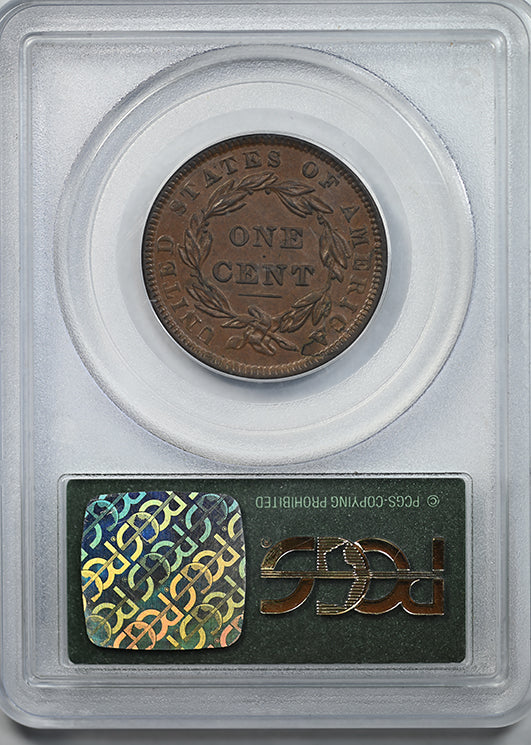 UNITED STATES OF AMERICA
ONE
CENT
© PCGS-COPYING PROHIBITED
PCGS